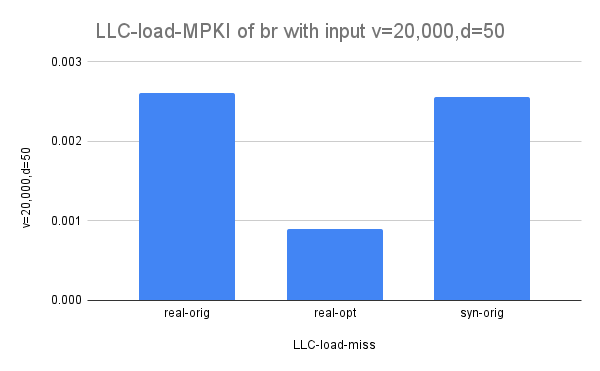 LLC-load-MPKI of br with input v=20,000,d=50
0.003
0.002
0.001
0.000
v=20,000,d=50
real-orig
real-opt
syn-orig
LLC-load-miss